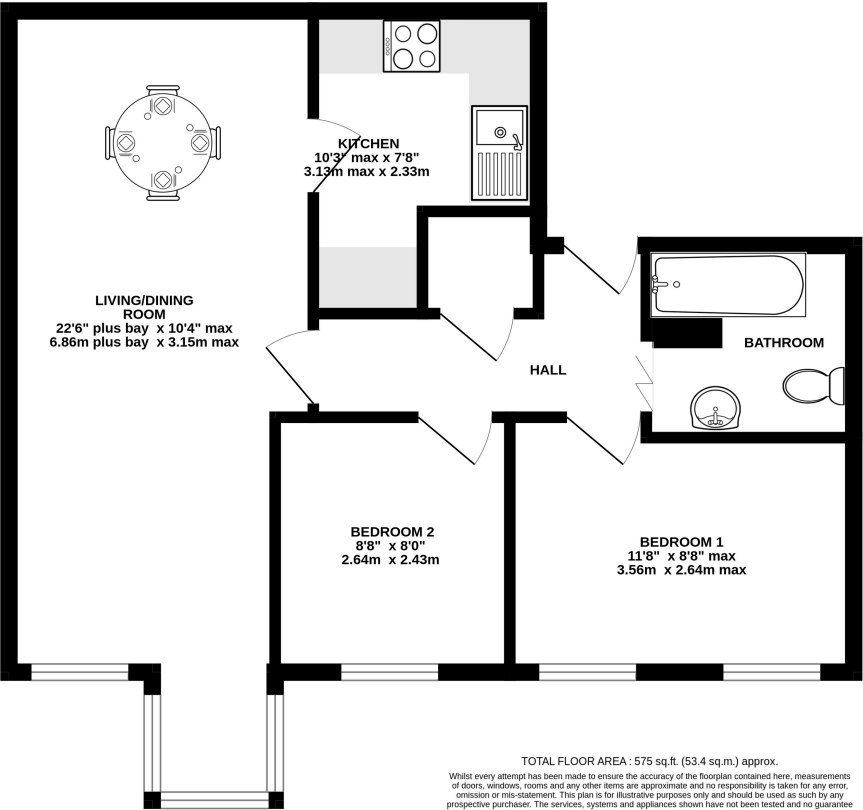 KITCHEN
10'3" max x 7'8"
3.13m max x 2.33m
LIVING/DINING
ROOM
22'6" plus bay x 10'4" max
6.86m plus bay x 3.15m max
BATHROOM
HALL
BEDROOM 2
8'8" x 8'0"
2.64m x 2.43m
BEDROOM 1
11'8" x 8'8" max
3.56m x 2.64m max
TOTAL FLOOR AREA : 575 sq.ft. (53.4 sq.m.) approx.
Whilst every attempt has been made to ensure the accuracy of the floorplan contained here, measurements
of doors, windows, rooms and any other items are approximate and no responsibility is taken for any error,
omission or mis-statement. This plan is for illustrative purposes only and should be used as such by any
prospective purchaser. The services, systems and appliances shown have not been tested and no guarantee